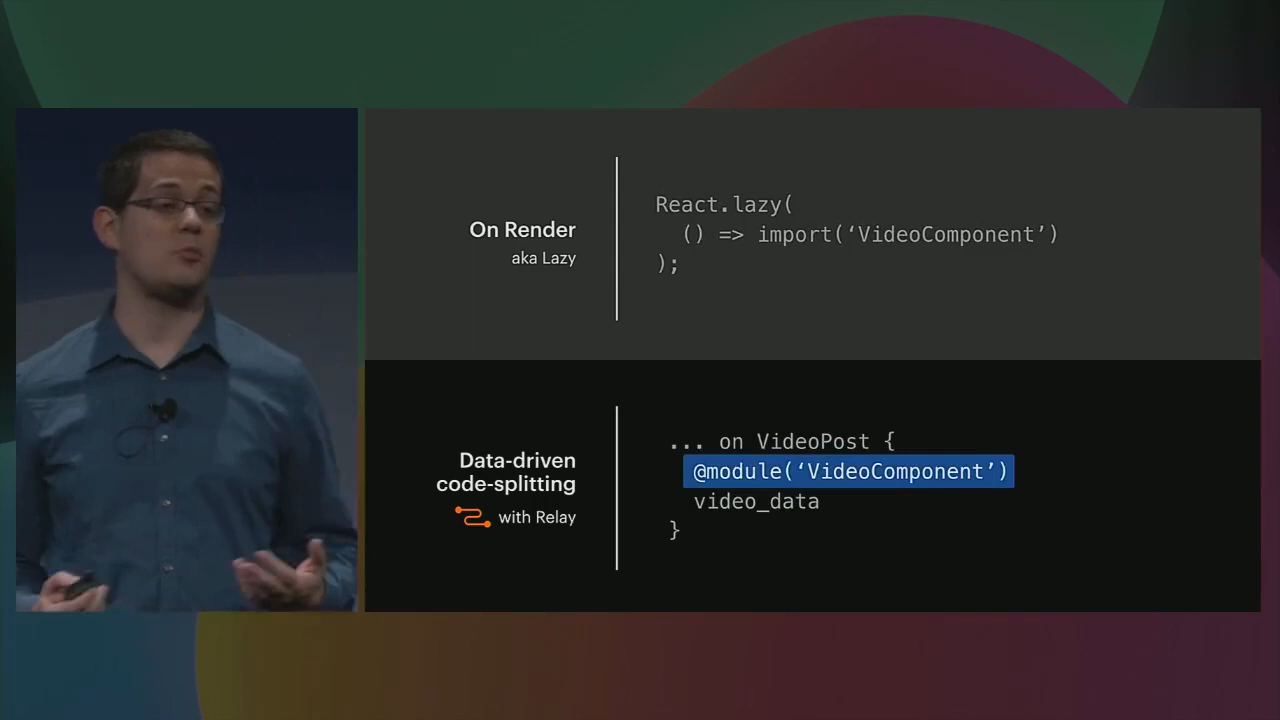 On Render
aka Lazy
React.lazy(
() => import(‘VideoComponent’)
);
Data-driven
code-splitting
with Relay
... on VideoPost {
@module(‘VideoComponent’)
video_data
}